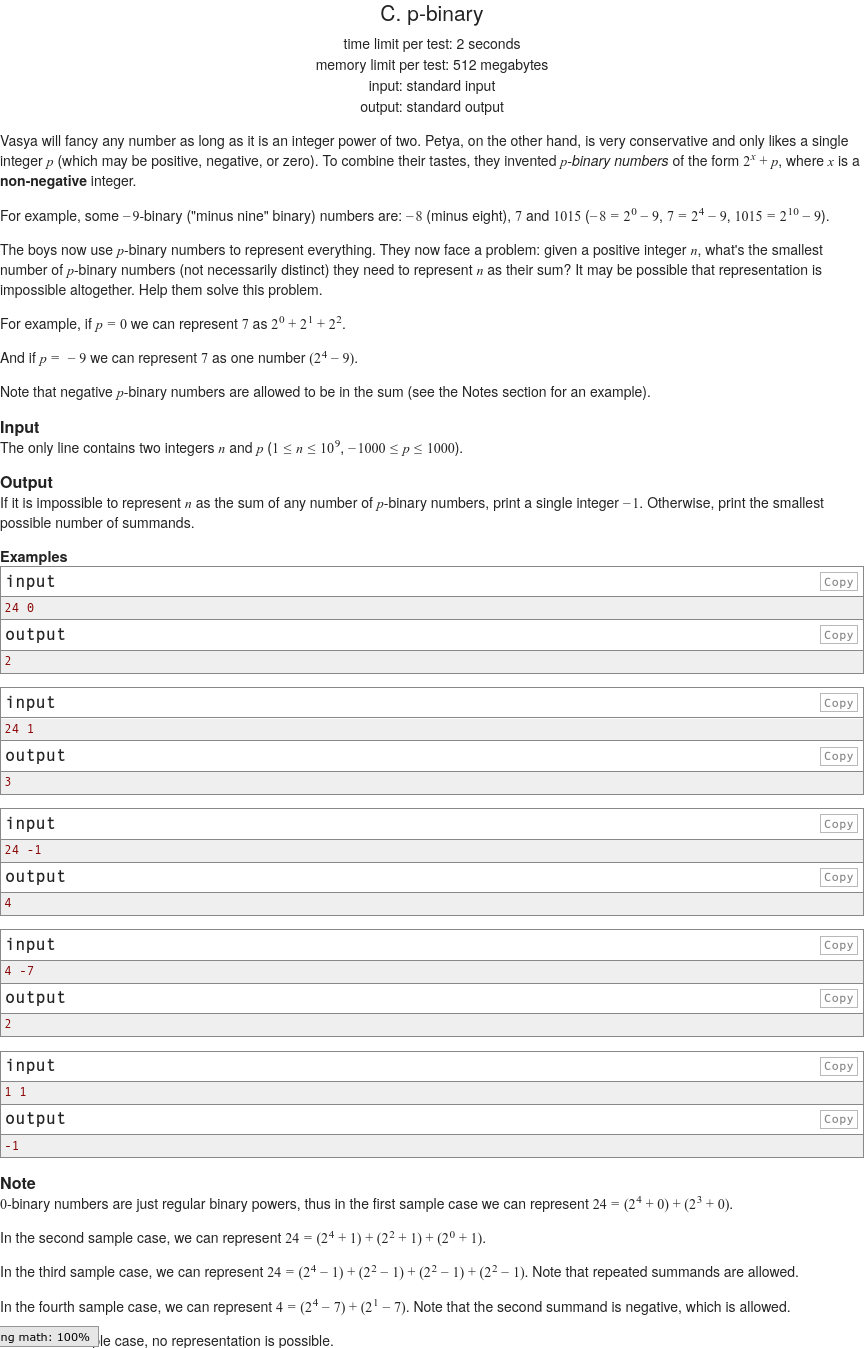 C. p-binary
time limit per test: 2 seconds
memory limit per test: 512 megabytes
input: standard input
output: standard output
Vasya will fancy any number as long as it is an integer power of two. Petya, on the other hand, is very conservative and only likes a single
integer p (which may be positive, negative, or zero). To combine their tastes, they invented p-binary numbers of the form 2^x + p, where x is a
non-negative integer.
For example, some −9-binary ("minus nine" binary) numbers are: −8 (minus eight), 7 and 1015 (−8 = 2^0 − 9, 7 = 2^4 − 9, 1015 = 2^10 − 9).
The boys now use p-binary numbers to represent everything. They now face a problem: given a positive integer n, what's the smallest
number of p-binary numbers (not necessarily distinct) they need to represent n as their sum? It may be possible that representation is
impossible altogether. Help them solve this problem.
For example, if p = 0 we can represent 7 as 2^0 + 2^1 + 2^2.
And if p = −9 we can represent 7 as one number (2^4 − 9).
Note that negative p-binary numbers are allowed to be in the sum (see the Notes section for an example).
Input
The only line contains two integers n and p (1 ≤ n ≤ 10^9, −1000 ≤ p ≤ 1000).
Output
If it is impossible to represent n as the sum of any number of p-binary numbers, print a single integer −1. Otherwise, print the smallest
possible number of summands.
Examples
input Copy
24 0
output Copy
2
input Copy
24 1
output Copy
3
input Copy
24 -1
output Copy
4
input Copy
4 -7
output Copy
2
input Copy
1 1
output Copy
-1
Note
0-binary numbers are just regular binary powers, thus in the first sample case we can represent 24 = (2^4 + 0) + (2^3 + 0).
In the second sample case, we can represent 24 = (2^4 + 1) + (2^2 + 1) + (2^0 + 1).
In the third sample case, we can represent 24 = (2^4 − 1) + (2^2 − 1) + (2^2 − 1) + (2^2 − 1). Note that repeated summands are allowed.
In the fourth sample case, we can represent 4 = (2^4 − 7) + (2^1 − 7). Note that the second summand is negative, which is allowed.
ng math: 100% le case, no representation is possible.